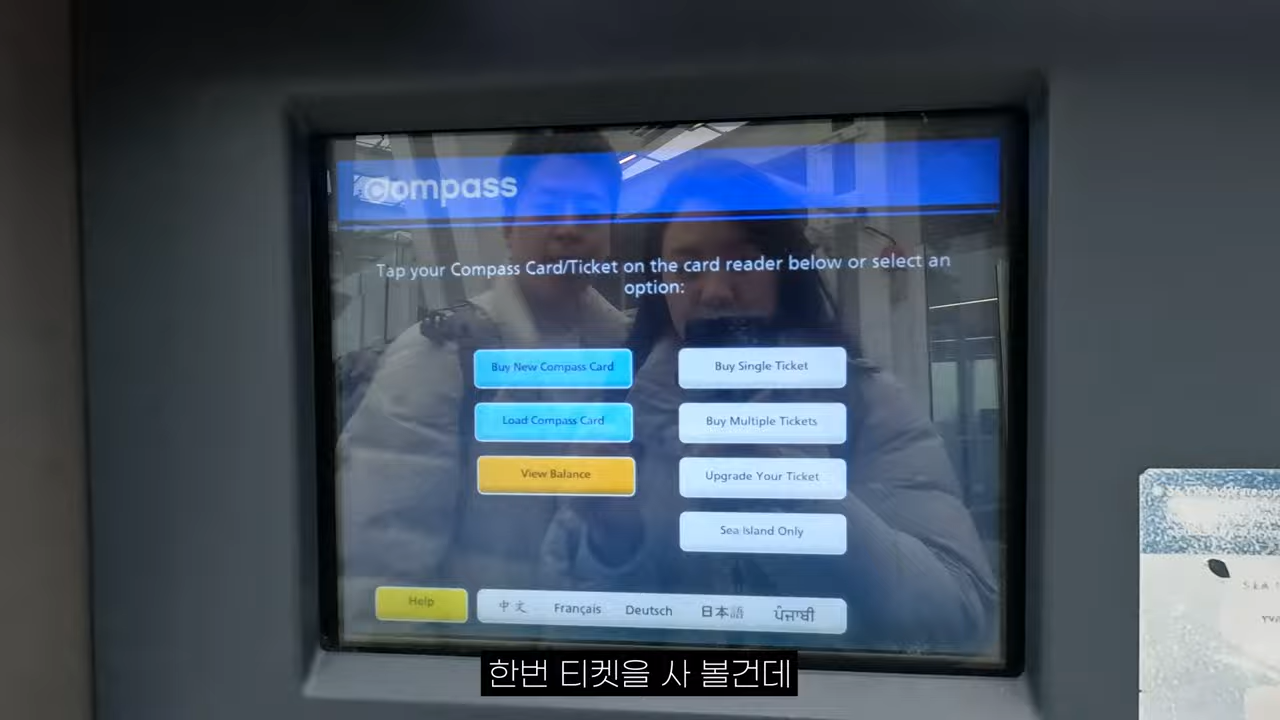 Compass
Tap your Compass Card/Ticket on the card reader below or select an
option:
Buy New Compass Card
Buy Single Ticket
Load Compass Card
Buy Multiple Tickets
View Balance
Upgrade Your Ticket
Sea Island Only
Help
中文 Français Deutsch 日本語 ਪੰਜਾਬੀ
한번 티켓을 사 볼건데